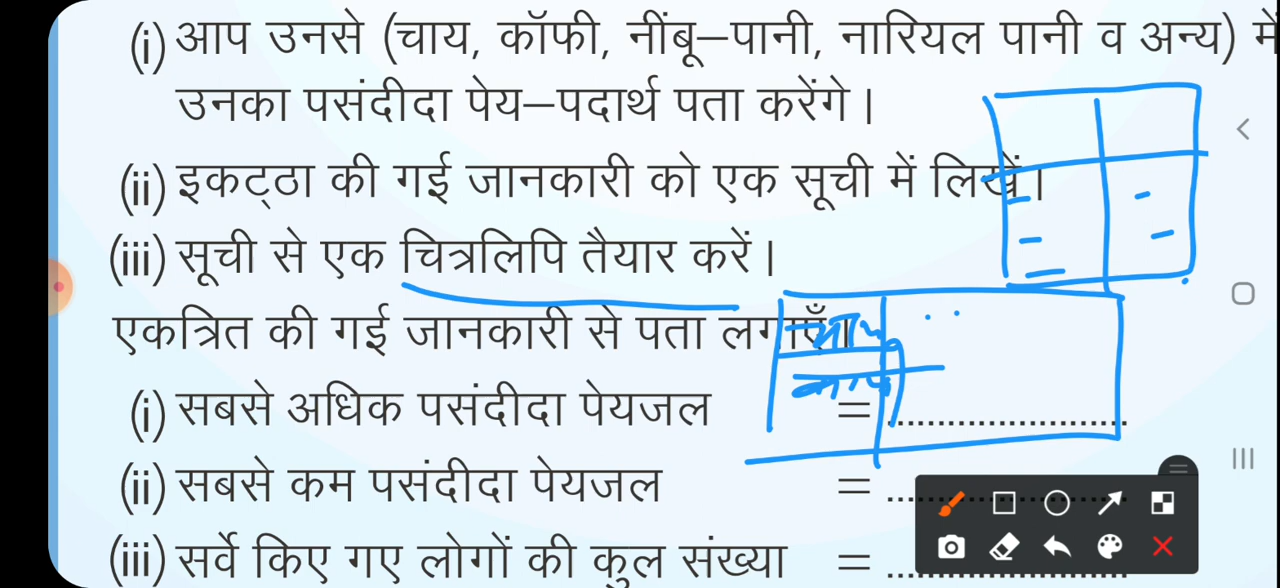 (i) आप उनसे (चाय, कॉफी, नींबू–पानी, नारियल पानी व अन्य) में
उनका पसंदीदा पेय–पदार्थ पता करेंगे।
(ii) इकट्ठा की गई जानकारी को एक सूची में लिखें।
(iii) सूची से एक चित्रलिपि तैयार करें।
एकत्रित की गई जानकारी से पता लगाएँ।
(i) सबसे अधिक पसंदीदा पेयजल = ........................
(ii) सबसे कम पसंदीदा पेयजल = ........................
(iii) सर्वे किए गए लोगों की कुल संख्या = ........................